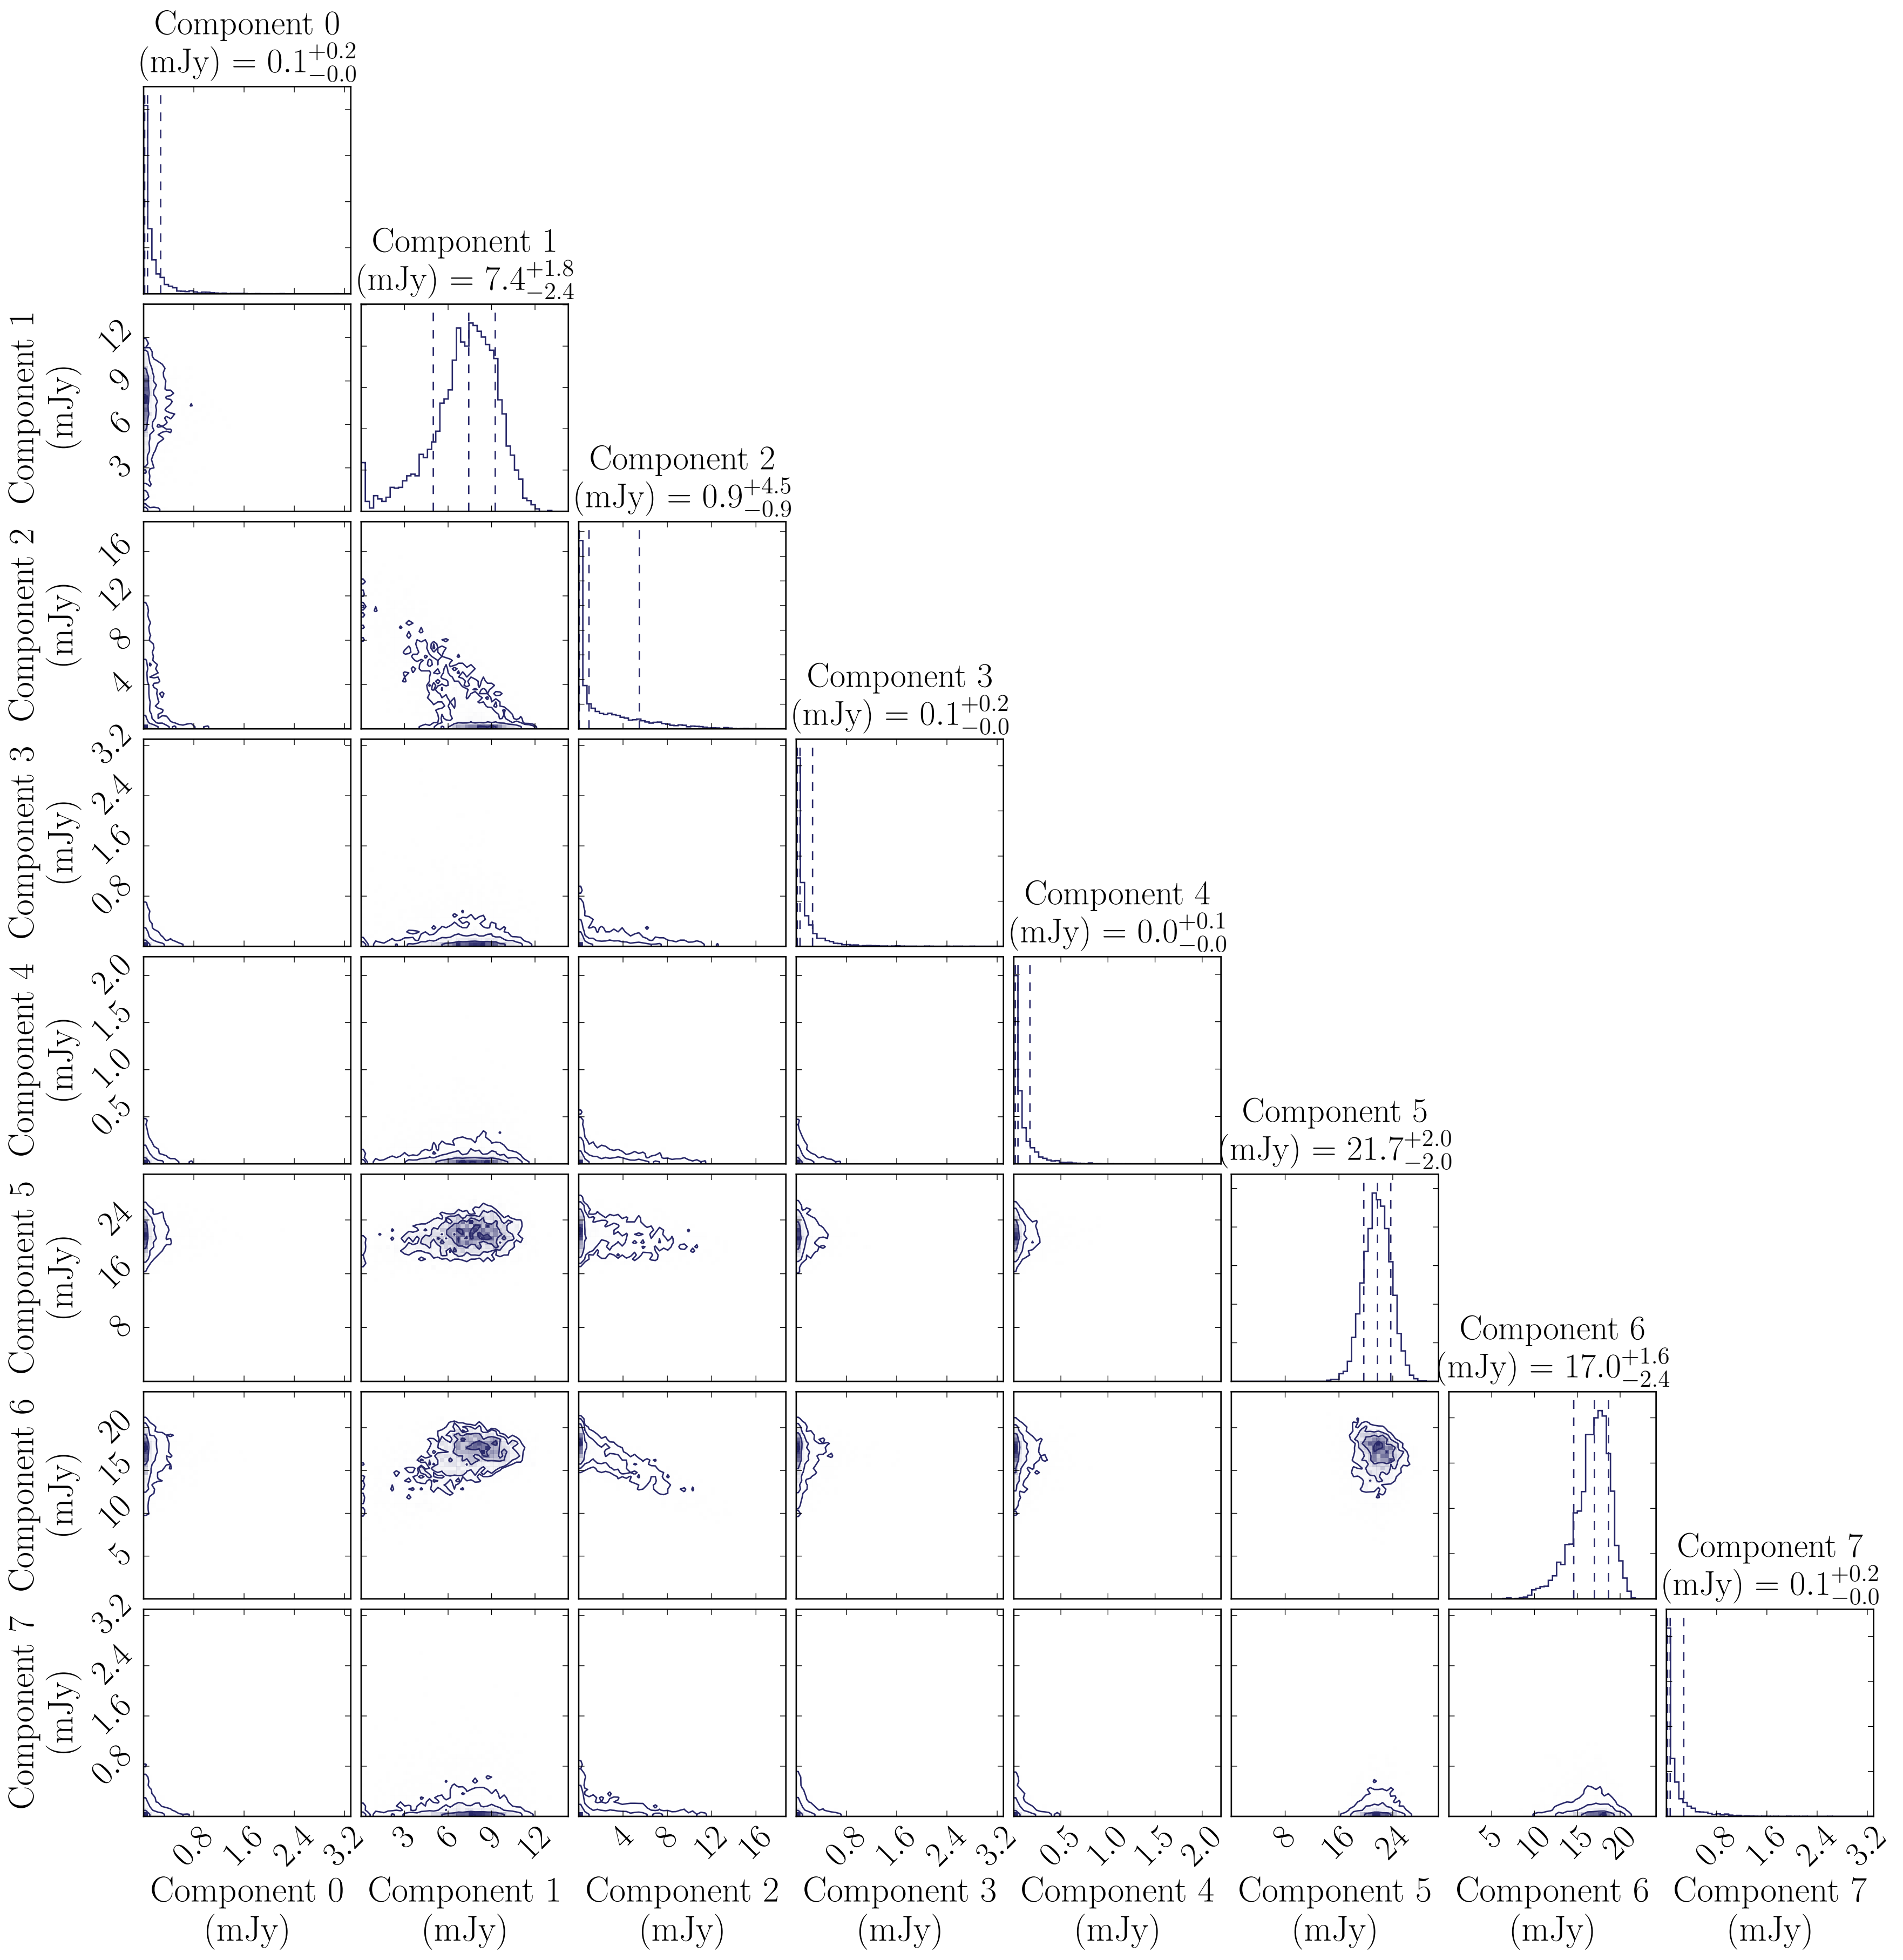 Component 0
(mJy) = 0.1^{+0.2}_{-0.0}
Component 1
(mJy) = 7.4^{+1.8}_{-2.4}
Component 1
(mJy)
12
9
6
3
Component 2
(mJy) = 0.9^{+4.5}_{-0.9}
Component 2
(mJy)
16
12
8
4
Component 3
(mJy) = 0.1^{+0.2}_{-0.0}
Component 3
(mJy)
3.2
2.4
1.6
0.8
Component 4
(mJy) = 0.0^{+0.1}_{-0.0}
Component 4
(mJy)
2.0
1.5
1.0
0.5
Component 5
(mJy) = 21.7^{+2.0}_{-2.0}
Component 5
(mJy)
24
16
8
Component 6
(mJy) = 17.0^{+1.6}_{-2.4}
Component 6
(mJy)
20
15
10
5
Component 7
(mJy) = 0.1^{+0.2}_{-0.0}
Component 7
(mJy)
3.2
2.4
1.6
0.8
0.8 1.6 2.4 3.2 3 6 9 12 4 8 12 16 0.8 1.6 2.4 3.2 0.5 1.0 1.5 2.0 8 16 24 5 10 15 20 0.8 1.6 2.4 3.2
Component 0 Component 1 Component 2 Component 3 Component 4 Component 5 Component 6 Component 7
(mJy) (mJy) (mJy) (mJy) (mJy) (mJy) (mJy) (mJy)